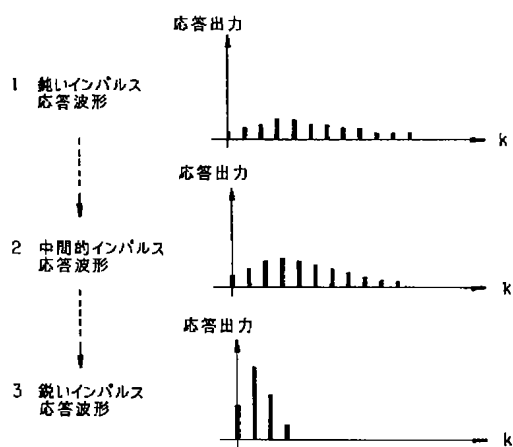 応答出力
1 鈍いインパルス
応答波形
k
応答出力
2 中間的インパルス
応答波形
k
応答出力
3 鋭いインパルス
応答波形
k